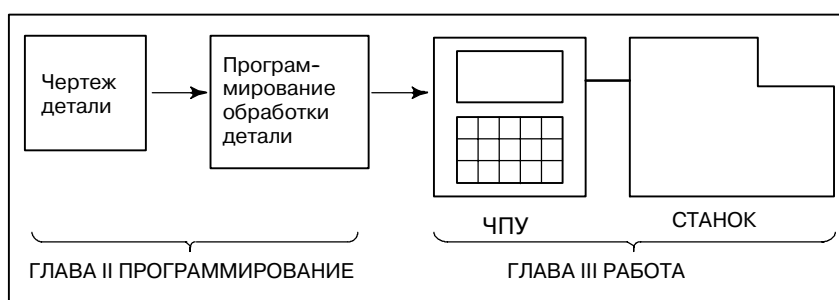 Чертеж
детали
Програм-
мирование
обработки
детали
ЧПУ
СТАНОК
ГЛАВА II ПРОГРАММИРОВАНИЕ
ГЛАВА III РАБОТА